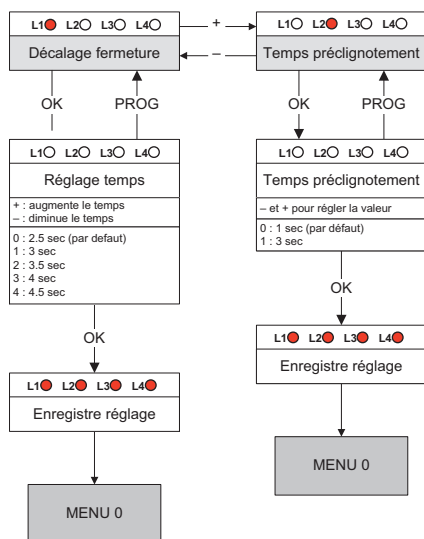 L1 L2 L3 L4
Décalage fermeture
+
–
L1 L2 L3 L4
Temps préclignotement
OK
PROG
OK
PROG
L1 L2 L3 L4
Réglage temps
+ : augmente le temps
– : diminue le temps
0 : 2.5 sec (par defaut)
1 : 3 sec
2 : 3.5 sec
3 : 4 sec
4 : 4.5 sec
OK
L1 L2 L3 L4
Enregistre réglage
MENU 0
L1 L2 L3 L4
Temps préclignotement
– et + pour régler la valeur
0 : 1 sec (par défaut)
1 : 3 sec
OK
L1 L2 L3 L4
Enregistre réglage
MENU 0